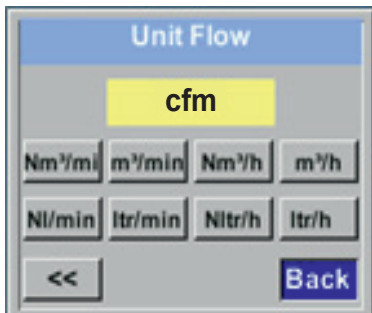 Unit Flow
cfm
Nm³/mi m³/min Nm³/h m³/h
Nl/min ltr/min Nltr/h ltr/h
<< Back